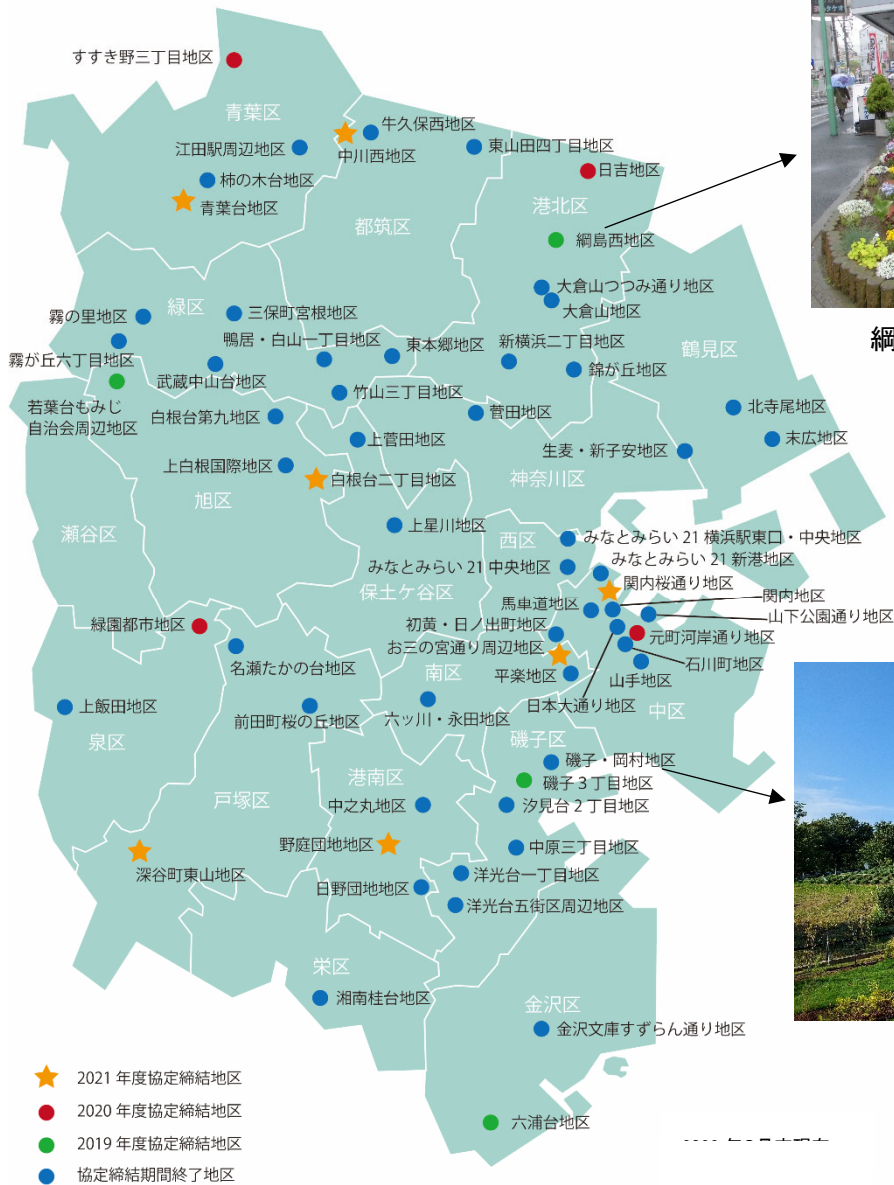 すすき野三丁目地区
青葉区
牛久保西地区
江田駅周辺地区
中川西地区
東山田四丁目地区
日吉地区
柿の木台地区
青葉台地区
港北区
都筑区
綱島西地区
大倉山つつみ通り地区
緑区
三保町宮根地区
大倉山地区
霧の里地区
鴨居・白山一丁目地区
新横浜二丁目地区
鶴見区
綱
霧が丘六丁目地区
東本郷地区
武蔵中山台地区
錦が丘地区
竹山三丁目地区
若葉台もみじ
自治会周辺地区
白根台第九地区
菅田地区
北寺尾地区
上菅田地区
末広地区
生麦・新子安地区
上白根国際地区
白根台二丁目地区
神奈川区
旭区
瀬谷区
上星川地区
西区
みなとみらい 21 横浜駅東口・中央地区
みなとみらい 21 新港地区
みなとみらい 21 中央地区
関内桜通り地区
保土ケ谷区
関内地区
馬車道地区
山下公園通り地区
緑園都市地区
初黄・日ノ出町地区
元町河岸通り地区
お三の宮通り周辺地区
名瀬たかの台地区
石川町地区
南区
平楽地区
山手地区
上飯田地区
前田町桜の丘地区
六ッ川・永田地区
日本大通り地区
中区
泉区
磯子区
磯子・岡村地区
港南区
磯子 3 丁目地区
戸塚区
中之丸地区
汐見台 2 丁目地区
野庭団地地区
中原三丁目地区
深谷町東山地区
洋光台一丁目地区
日野団地地区
洋光台五街区周辺地区
栄区
湘南桂台地区
金沢区
金沢文庫すずらん通り地区
六浦台地区
2021 年度協定締結地区
2020 年度協定締結地区
2019 年度協定締結地区
協定締結期間終了地区